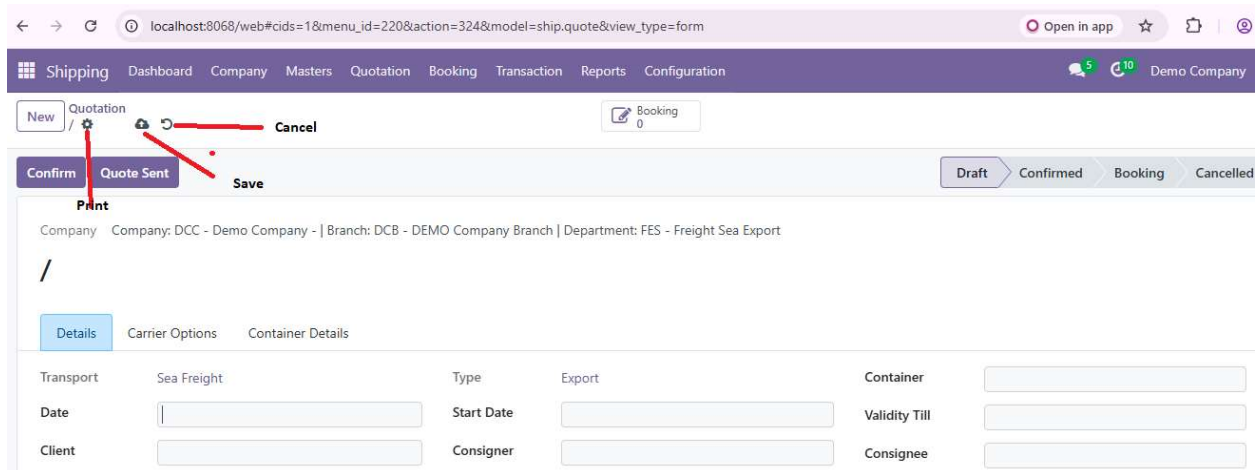 localhost:8068/web#cids=1&menu_id=220&action=324&model=ship.quote&view_type=form Open in app
Shipping Dashboard Company Masters Quotation Booking Transaction Reports Configuration 5 10 Demo Company
New Quotation / Cancel Booking 0
Confirm Quote Sent Save Draft Confirmed Booking Cancelled
Print
Company Company: DCC - Demo Company - | Branch: DCB - DEMO Company Branch | Department: FES - Freight Sea Export
/
Details Carrier Options Container Details
Transport Sea Freight Type Export Container
Date Start Date Validity Till
Client Consigner Consignee